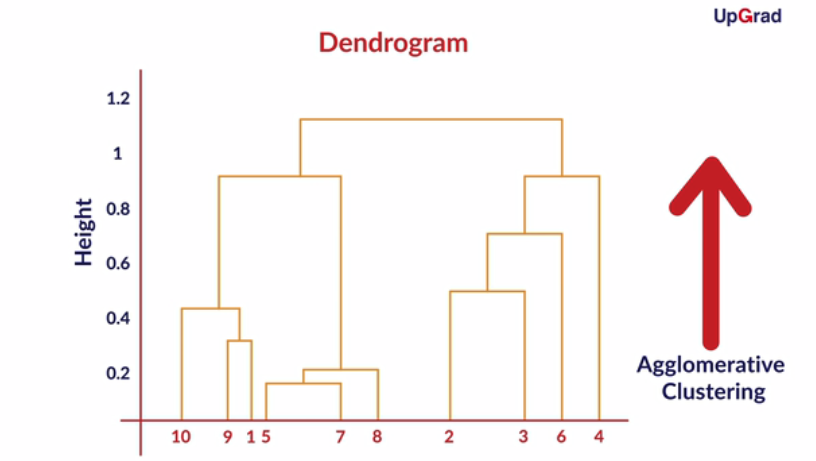 UpGrad
Dendrogram
1.2
1
0.8
0.6
0.4
0.2
Height
10 9 1 5 7 8 2 3 6 4
Agglomerative
Clustering